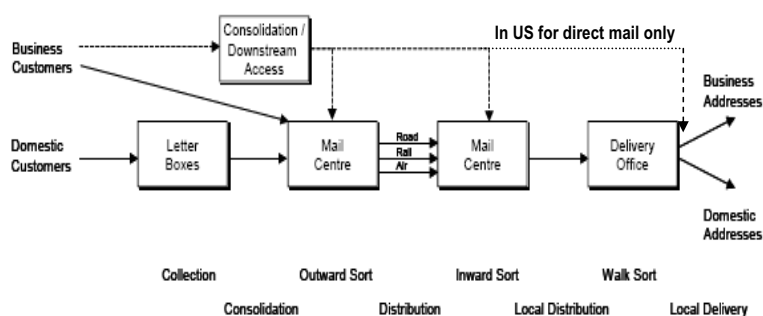 In US for direct mail only
Consolidation /
Downstream
Access
Business
Customers
Business
Addresses
Domestic
Customers
Letter
Boxes
Mail
Centre
Road
Rail
Air
Mail
Centre
Delivery
Office
Domestic
Addresses
Collection
Outward Sort
Inward Sort
Walk Sort
Consolidation
Distribution
Local Distribution
Local Delivery